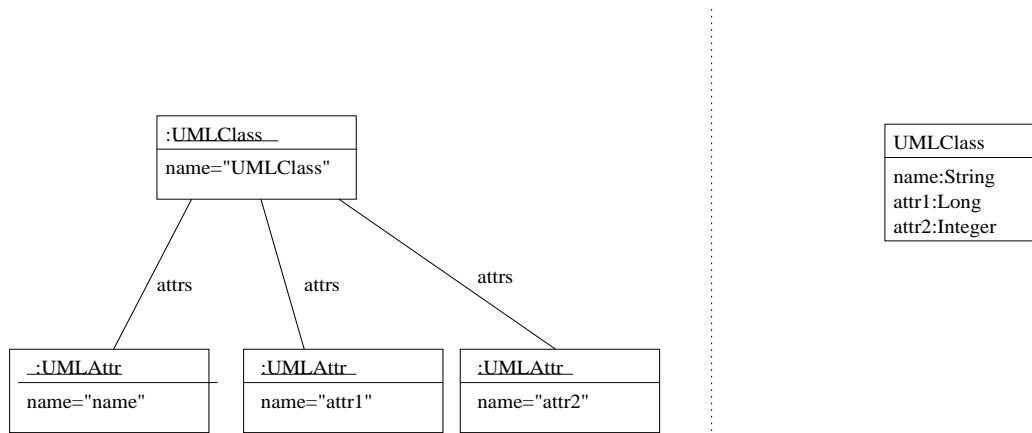 :UMLClass
name="UMLClass"
attrs
attrs
attrs
:UMLAttr
name="name"
:UMLAttr
name="attr1"
:UMLAttr
name="attr2"
UMLClass
name:String
attr1:Long
attr2:Integer